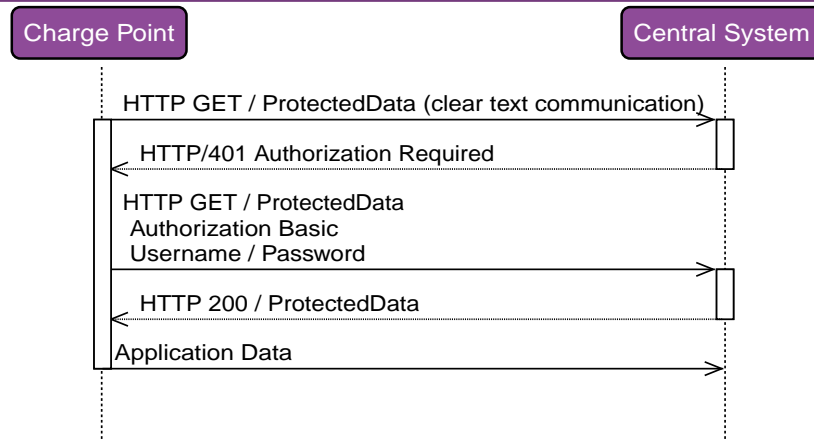 Charge Point
Central System
HTTP GET / ProtectedData (clear text communication)
HTTP/401 Authorization Required
HTTP GET / ProtectedData
Authorization Basic
Username / Password
HTTP 200 / ProtectedData
Application Data